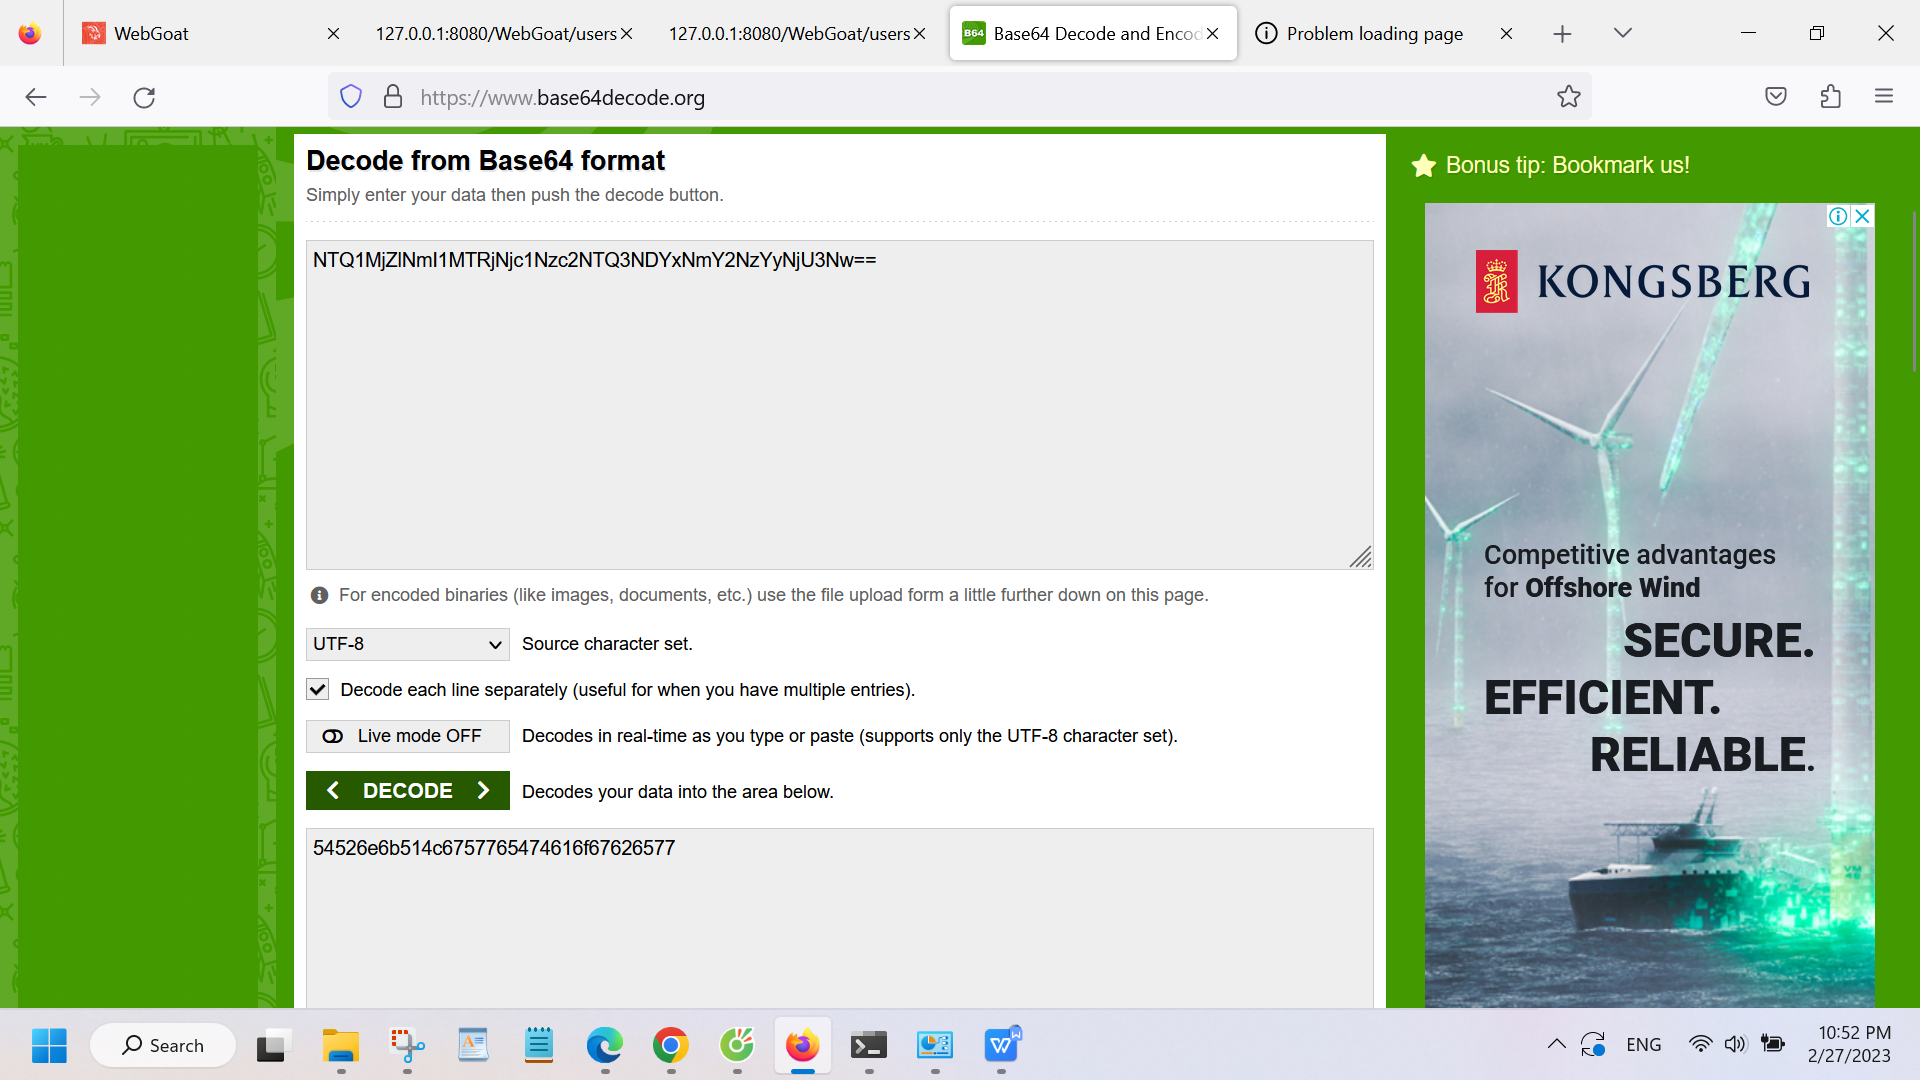 WebGoat
127.0.0.1:8080/WebGoat/users
127.0.0.1:8080/WebGoat/users
B64 Base64 Decode and Encod
Problem loading page
https://www.base64decode.org
Decode from Base64 format
Simply enter your data then push the decode button.
NTQ1MjZlNmI1MTRjNjc1Nzc2NTQ3NDYxNmY2NzYyNjU3Nw==
For encoded binaries (like images, documents, etc.) use the file upload form a little further down on this page.
UTF-8 Source character set.
Decode each line separately (useful for when you have multiple entries).
Live mode OFF Decodes in real-time as you type or paste (supports only the UTF-8 character set).
DECODE Decodes your data into the area below.
54526e6b514c6757765474616f67626577
Bonus tip: Bookmark us!
KONGSBERG
Competitive advantages
for Offshore Wind
SECURE.
EFFICIENT.
RELIABLE.
Search
ENG
10:52 PM
2/27/2023